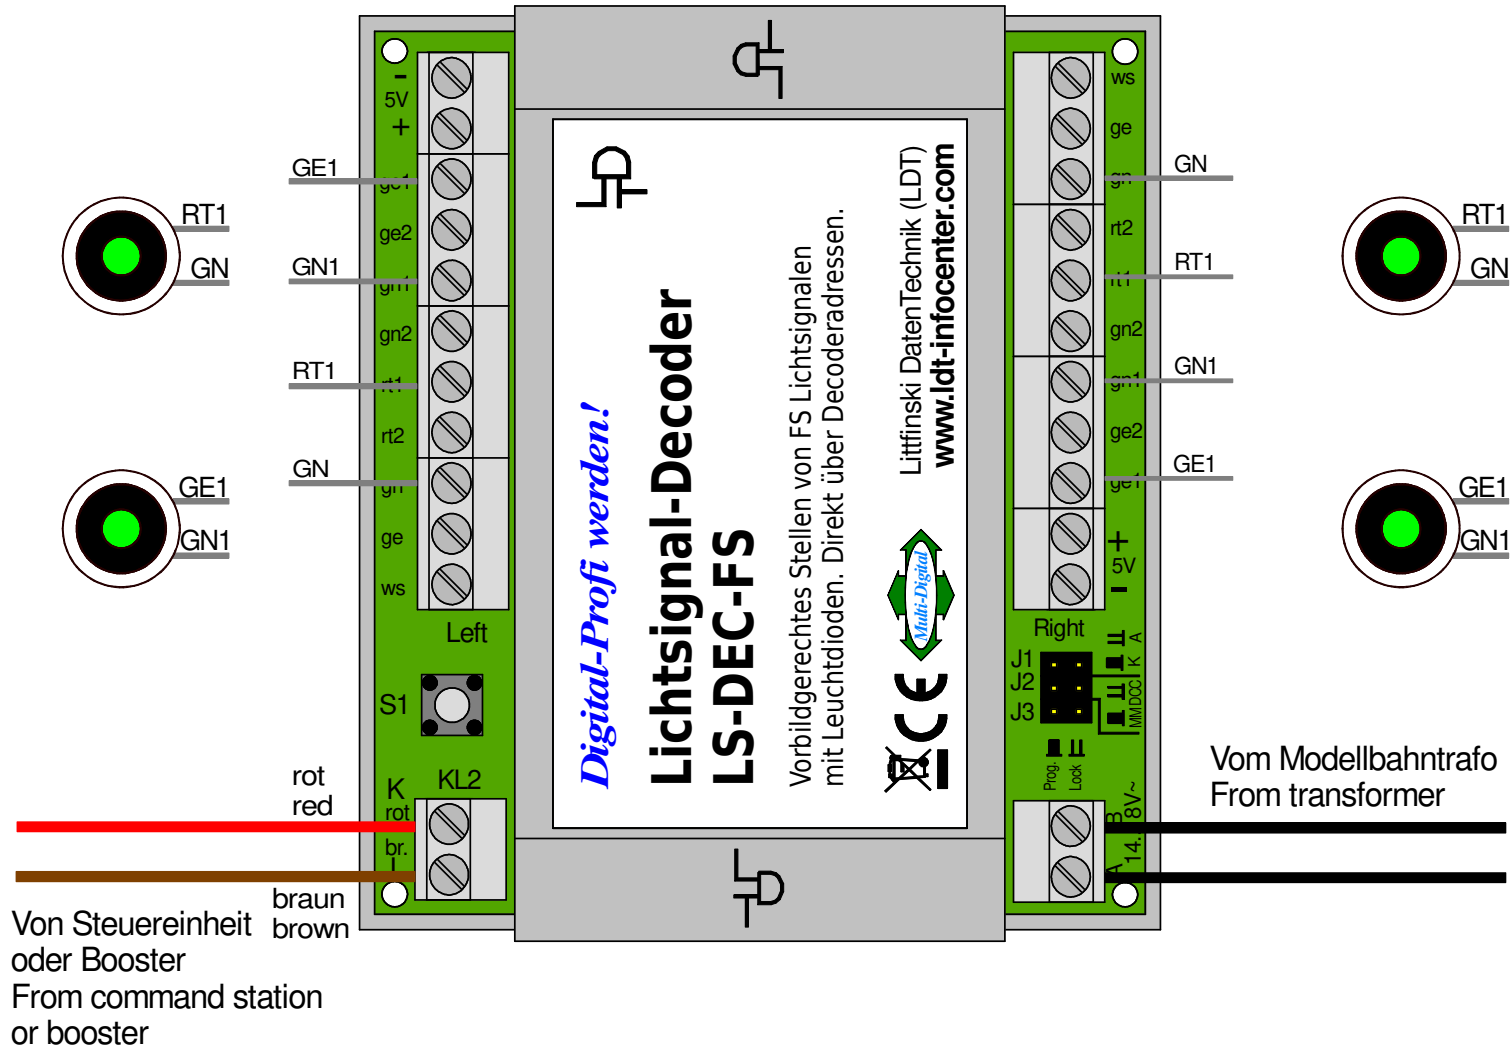 -
5V
+
ge1
ge2
gn1
gn2
rt1
rt2
gn
ge
ws
Left
S1
K
KL2
rot
br.
GE1
GN1
RT1
GN
RT1
GN
GE1
GN1
rot
red
braun
brown
Von Steuereinheit
oder Booster
From command station
or booster
Digital-Profi werden!
Lichtsignal-Decoder
LS-DEC-FS
Vorbildgerechtes Stellen von FS Lichtsignalen
mit Leuchtdioden. Direkt über Decoderadressen.
Littfinski DatenTechnik (LDT)
www.ldt-infocenter.com
Multi-Digital
CE
ws
ge
gn
rt2
rt1
gn2
gn1
ge2
ge1
+
5V
-
Right
J1
J2
J3
A
K
DCC
MM
Prog.
Lock
B
A
GN
RT1
GN1
GE1
RT1
GN
GE1
GN1
Vom Modellbahntrafo
From transformer